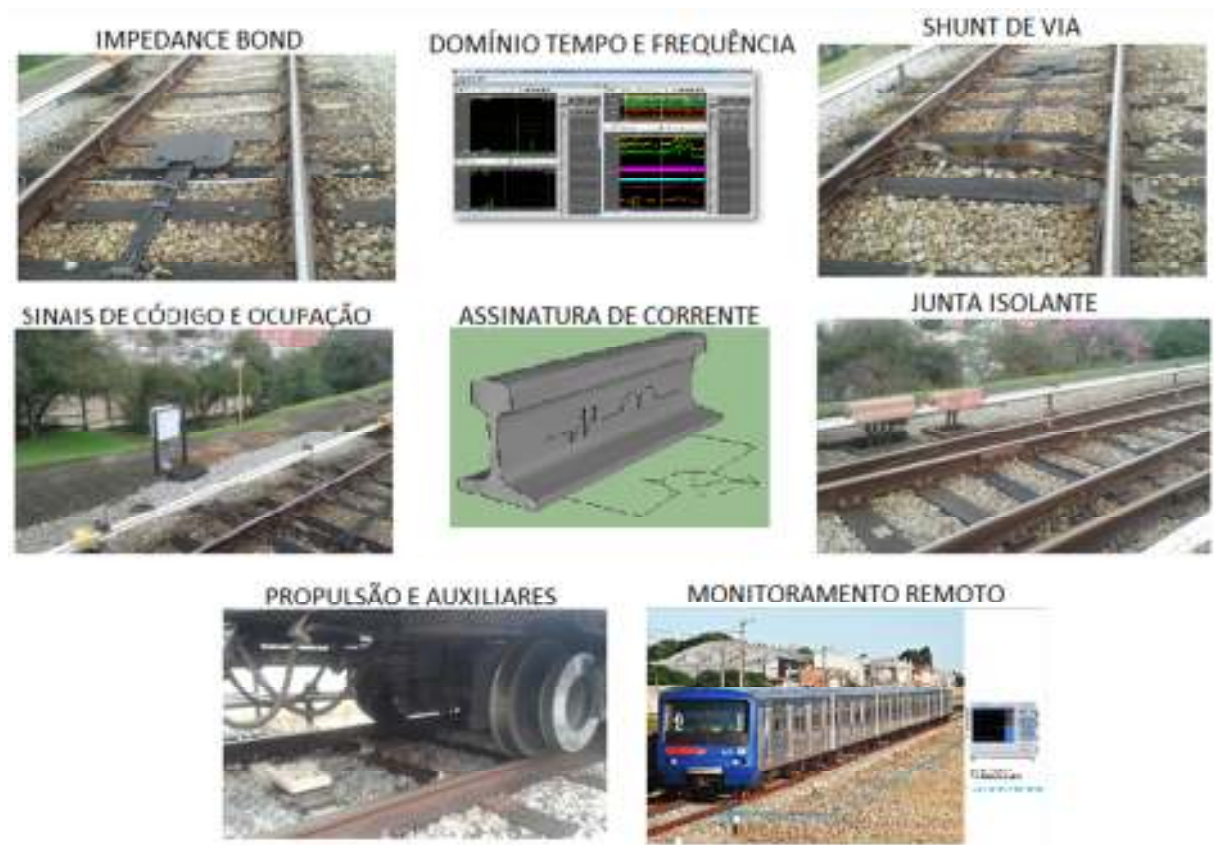 IMPEDANCE BOND
DOMÍNIO TEMPO E FREQUÊNCIA
SHUNT DE VIA
SINAIS DE CÓDIGO E OCUPAÇÃO
ASSINATURA DE CORRENTE
JUNTA ISOLANTE
PROPULSÃO E AUXILIARES
MONITORAMENTO REMOTO